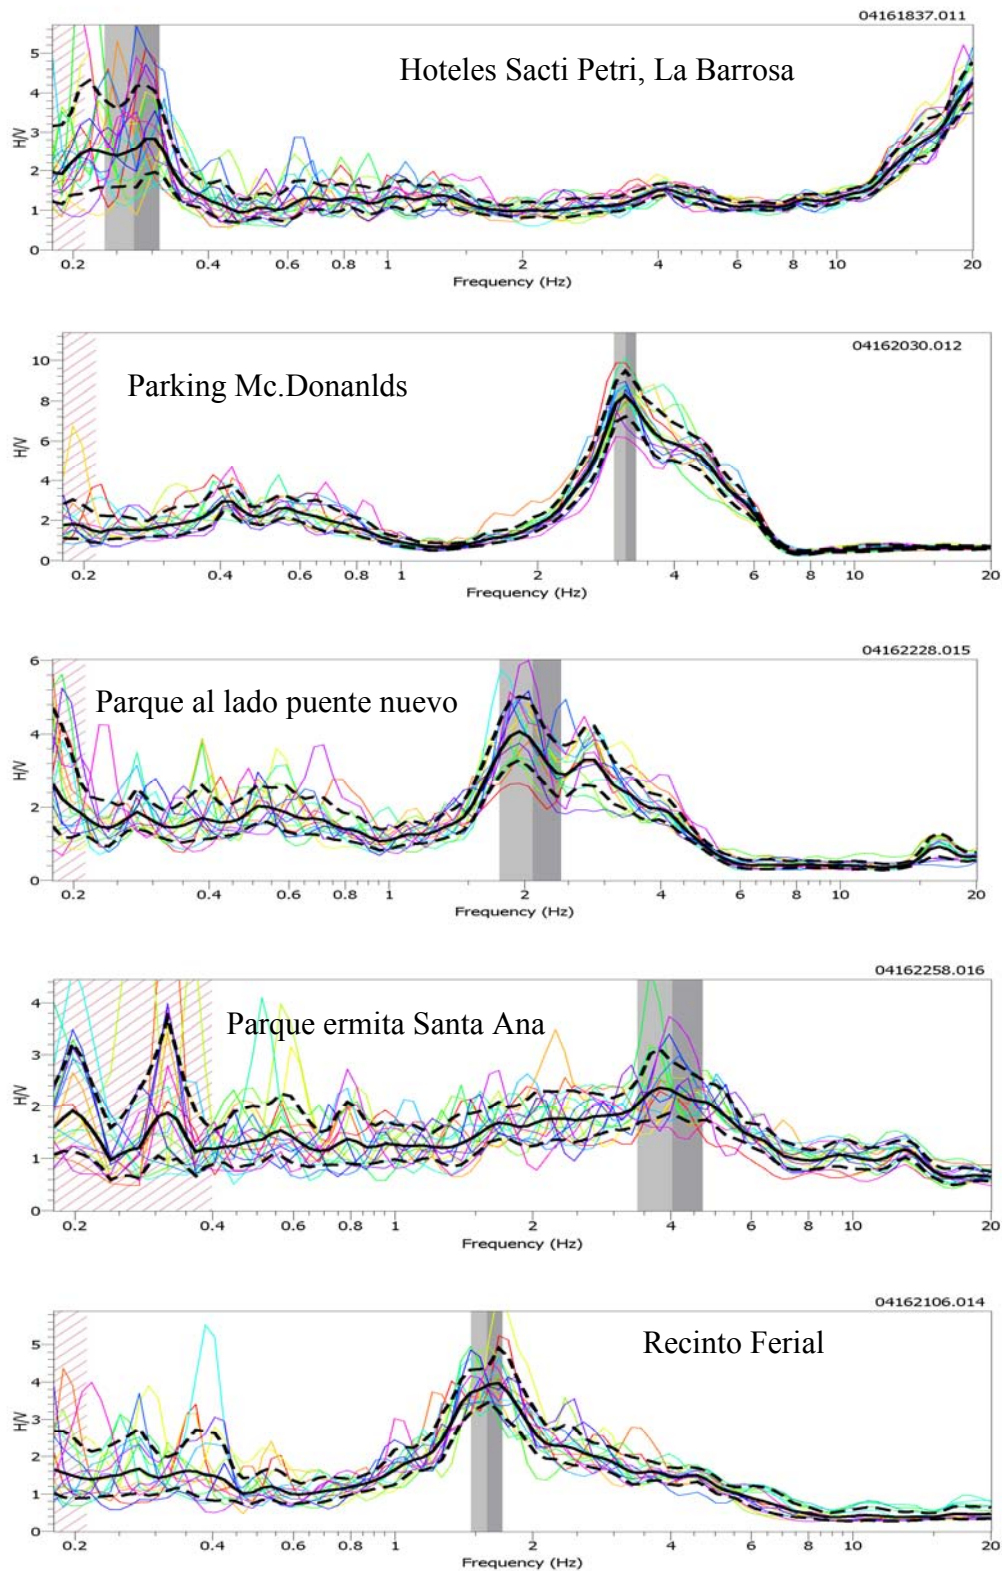 04161837.011
Hoteles Sacti Petri, La Barrosa
H/V
5
4
3
2
1
0
0.2 0.4 0.6 0.8 1 2 4 6 8 10 20
Frequency (Hz)
04162030.012
Parking Mc.Donanlds
H/V
10
8
6
4
2
0
0.2 0.4 0.6 0.8 1 2 4 6 8 10 20
Frequency (Hz)
04162228.015
Parque al lado puente nuevo
H/V
6
4
2
0
0.2 0.4 0.6 0.8 1 2 4 6 8 10 20
Frequency (Hz)
04162258.016
Parque ermita Santa Ana
H/V
4
3
2
1
0
0.2 0.4 0.6 0.8 1 2 4 6 8 10 20
Frequency (Hz)
04162106.014
Recinto Ferial
H/V
5
4
3
2
1
0
0.2 0.4 0.6 0.8 1 2 4 6 8 10 20
Frequency (Hz)